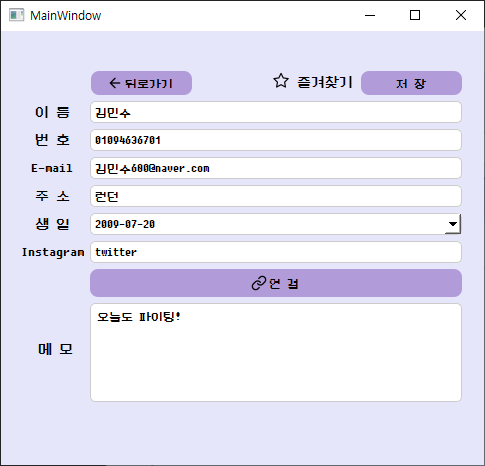 MainWindow
뒤로가기 즐겨찾기 저 장
이 름 김민수
번 호 01094636701
E-mail 김민수600@naver.com
주 소 런던
생 일 2009-07-20
Instagram twitter
연 결
메 모 오늘도 파이팅!